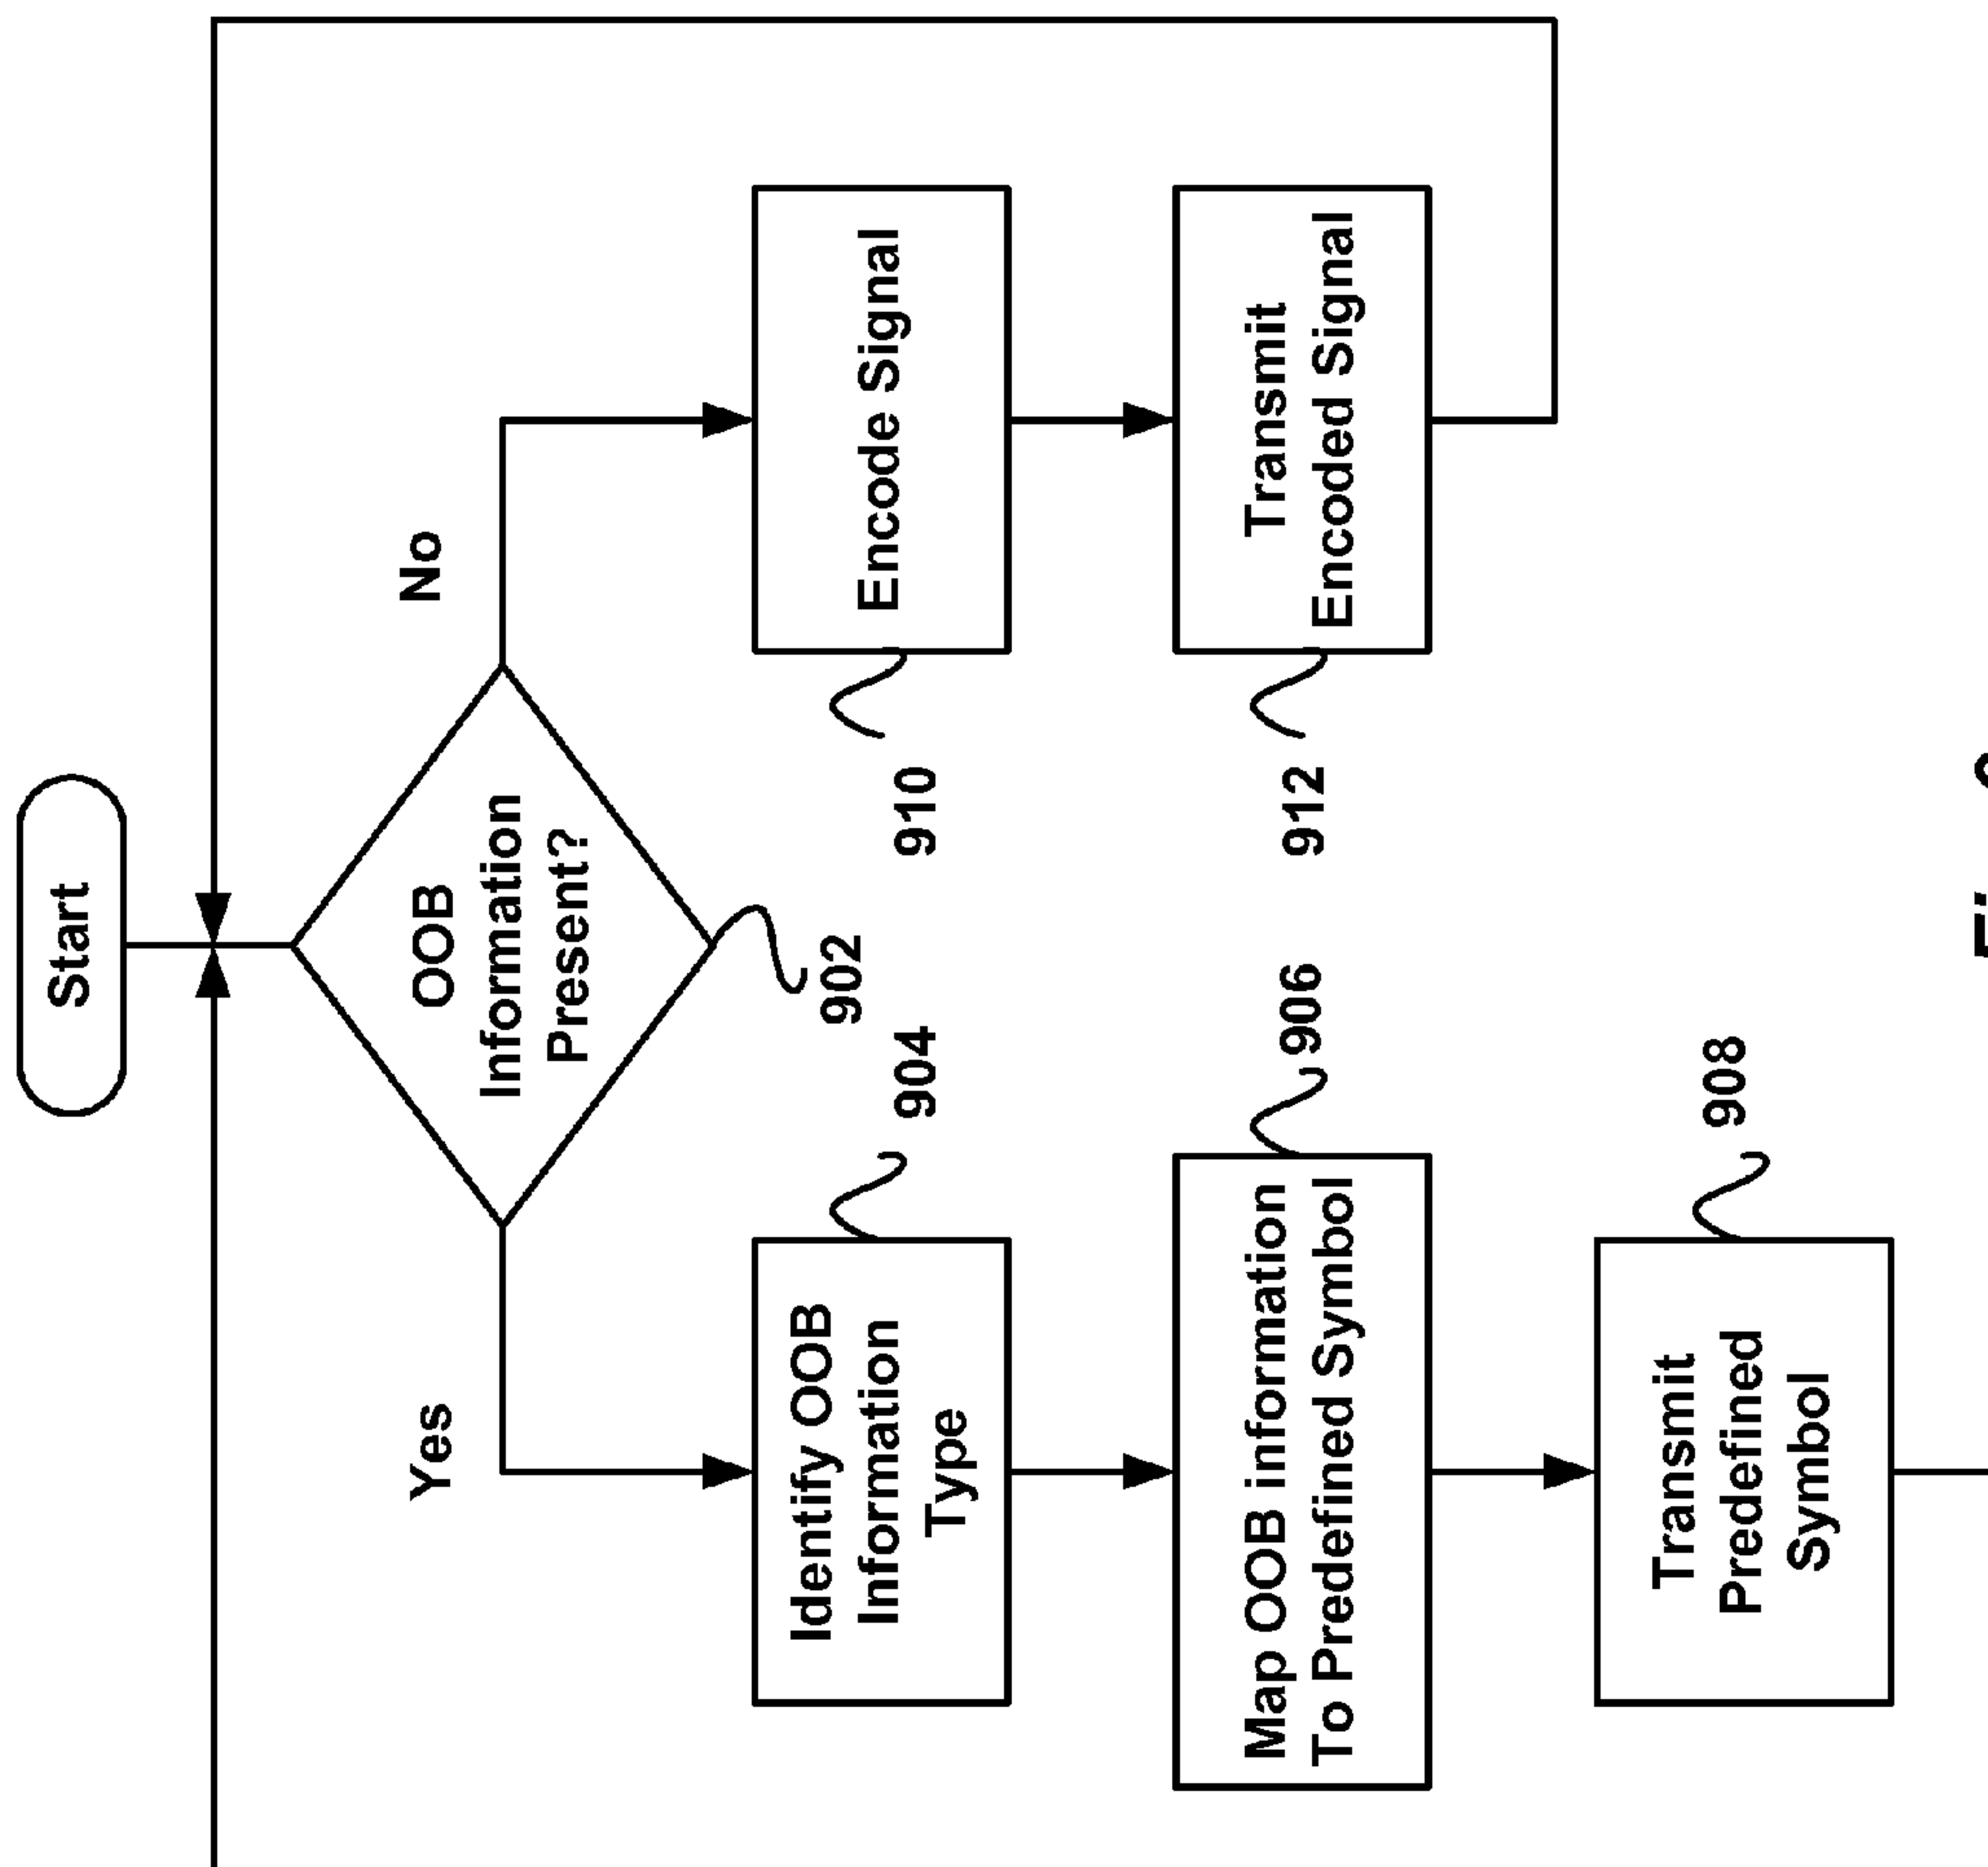 Start
OOB
Information
Present?
902
Yes
No
Identify OOB
Information
Type
904
Encode Signal
910
Map OOB information
To Predefined Symbol
906
Transmit
Encoded Signal
912
Transmit
Predefined
Symbol
908